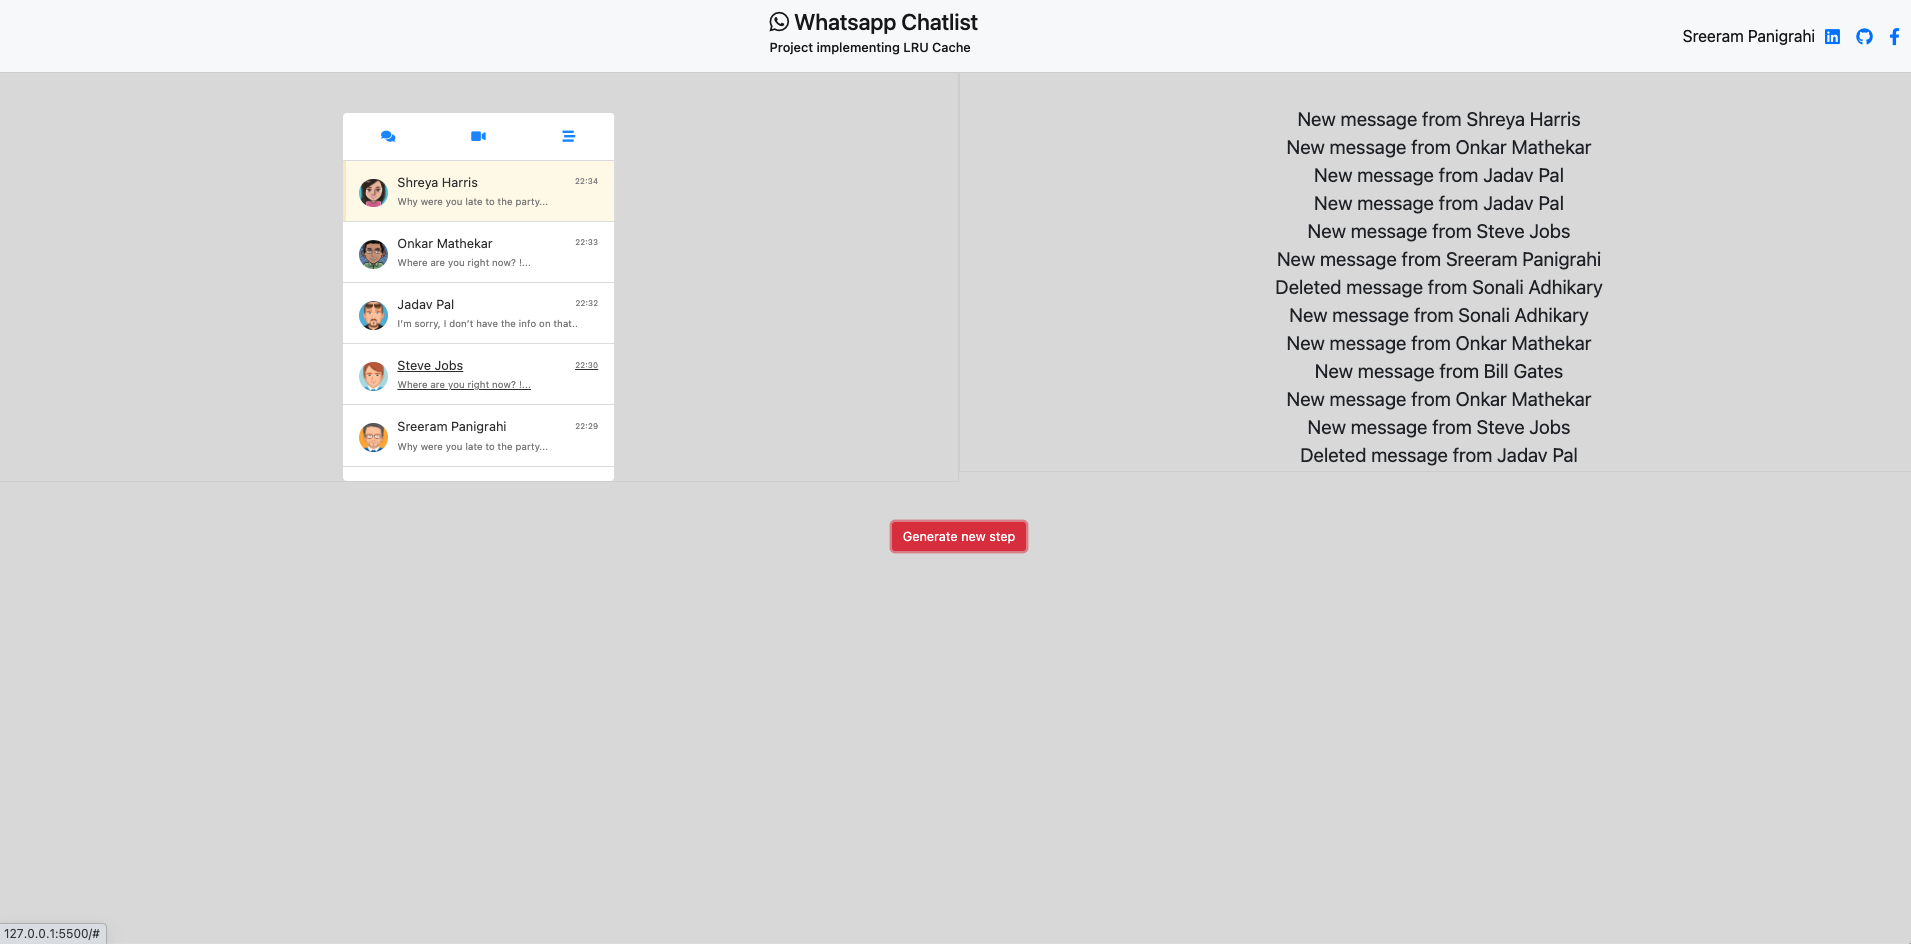 Whatsapp Chatlist
Project implementing LRU Cache
Sreeram Panigrahi
Shreya Harris 22:34
Why were you late to the party...
Onkar Mathekar 22:33
Where are you right now? !...
Jadav Pal 22:32
I'm sorry, I don't have the info on that..
Steve Jobs 22:30
Where are you right now? !...
Sreeram Panigrahi 22:29
Why were you late to the party...
New message from Shreya Harris
New message from Onkar Mathekar
New message from Jadav Pal
New message from Jadav Pal
New message from Steve Jobs
New message from Sreeram Panigrahi
Deleted message from Sonali Adhikary
New message from Sonali Adhikary
New message from Onkar Mathekar
New message from Bill Gates
New message from Onkar Mathekar
New message from Steve Jobs
Deleted message from Jadav Pal
Generate new step
127.0.0.1:5500/#